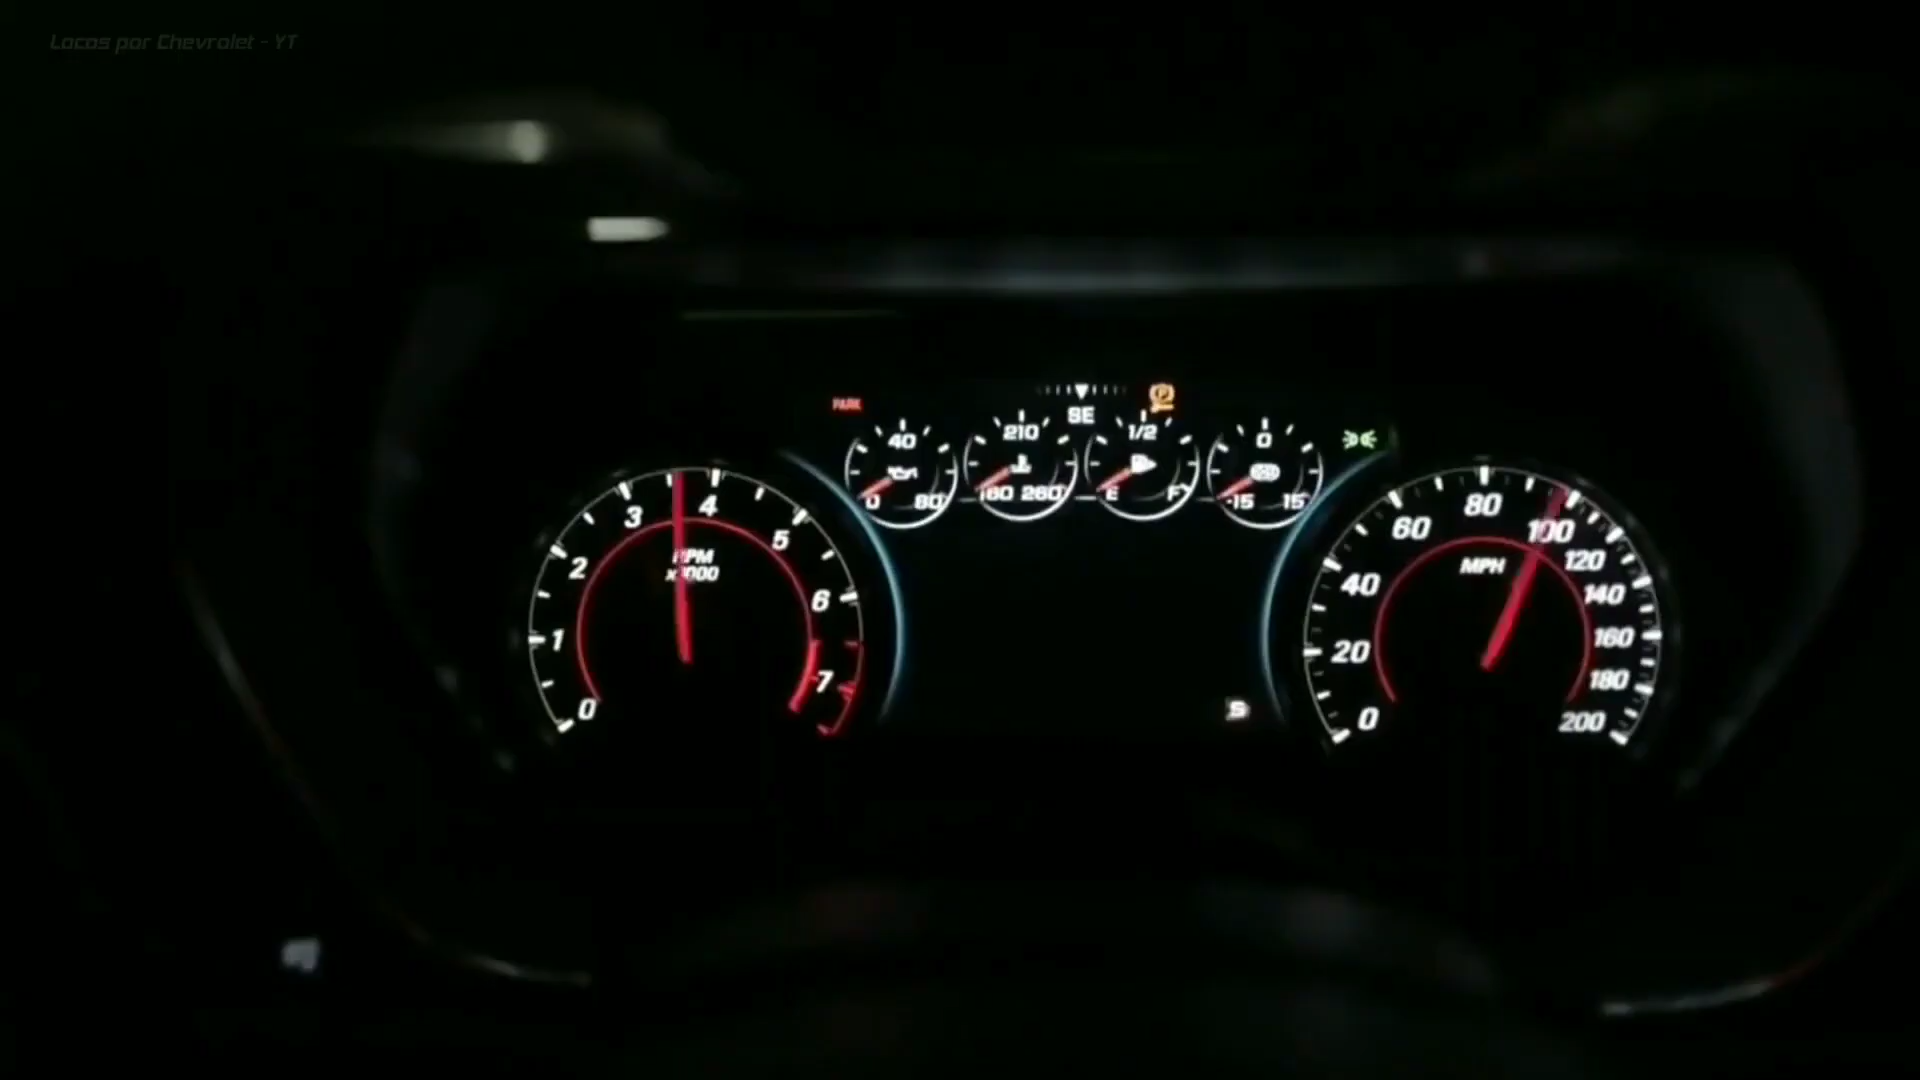 Locos por Chevrolet - YT
PARK
SE
40
0 80
210
160 260
1/2
E F
0
-15 15
0 1 2 3 4 5 6 7
RPM
x1000
S
0 20 40 60 80 100 120 140 160 180 200
MPH